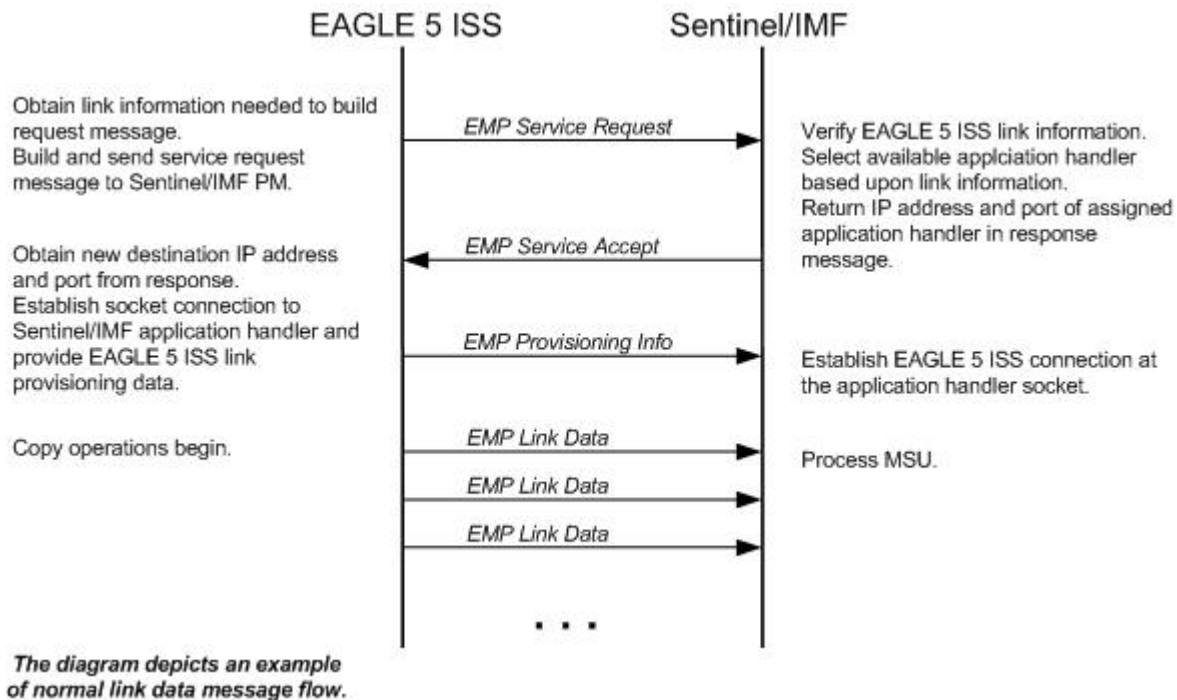 EAGLE 5 ISS
Sentinel/IMF
Obtain link information needed to build
request message.
Build and send service request
message to Sentinel/IMF PM.
EMP Service Request
Verify EAGLE 5 ISS link information.
Select available applciation handler
based upon link information.
Return IP address and port of assigned
application handler in response
message.
EMP Service Accept
Obtain new destination IP address
and port from response.
Establish socket connection to
Sentinel/IMF application handler and
provide EAGLE 5 ISS link
provisioning data.
EMP Provisioning Info
Establish EAGLE 5 ISS connection at
the application handler socket.
Copy operations begin.
EMP Link Data
Process MSU.
EMP Link Data
EMP Link Data
. . .
The diagram depicts an example
of normal link data message flow.